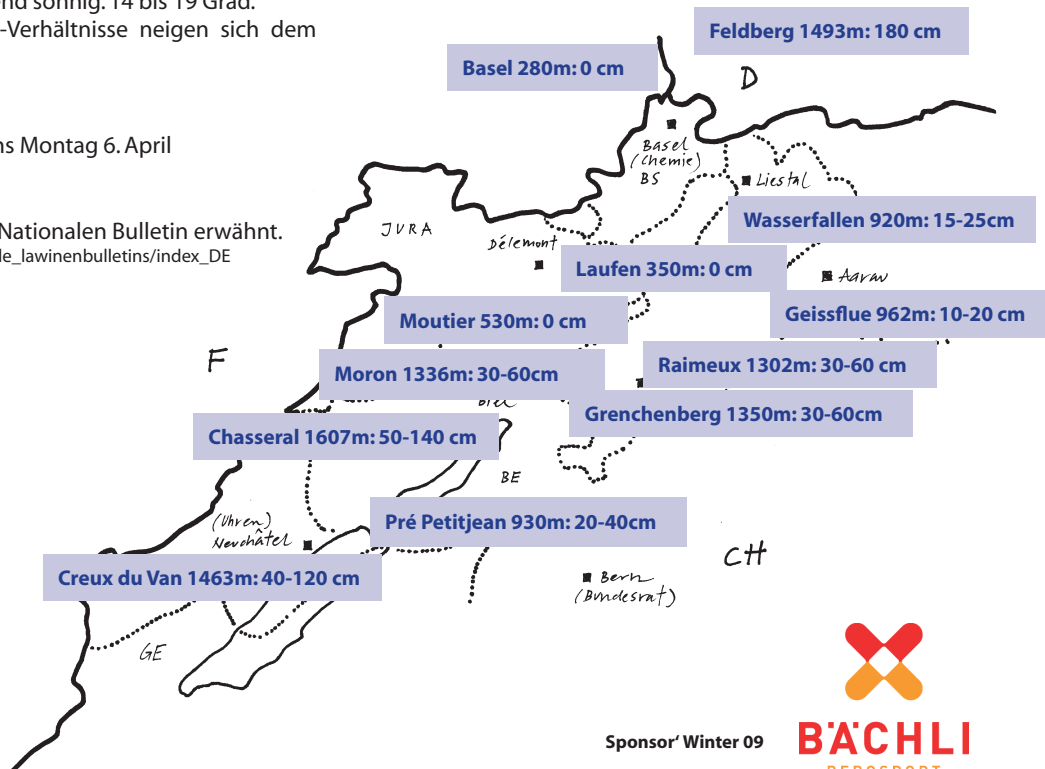 end sonnig. 14 bis 19 Grad.
-Verhältnisse neigen sich dem
ns Montag 6. April
Nationalen Bulletin erwähnt.
le_lawinenbulletins/index_DE
Feldberg 1493m: 180 cm
Basel 280m: 0 cm
D
Basel
(Chemie)
BS
Liestal
Wasserfallen 920m: 15-25cm
JURA
Délemont
Laufen 350m: 0 cm
Aarau
Geissflue 962m: 10-20 cm
Moutier 530m: 0 cm
F
Raimeux 1302m: 30-60 cm
Moron 1336m: 30-60cm
Biel
Grenchenberg 1350m: 30-60cm
Chasseral 1607m: 50-140 cm
BE
Pré Petitjean 930m: 20-40cm
(Uhren)
Neuchâtel
CH
Creux du Van 1463m: 40-120 cm
Bern
(Bundesrat)
GE
Sponsor' Winter 09
BÄCHLI
BERGSPORT